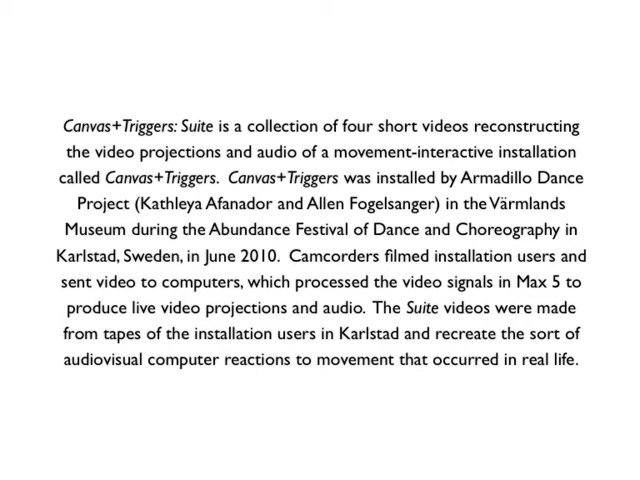 Canvas+Triggers: Suite is a collection of four short videos reconstructing
the video projections and audio of a movement-interactive installation
called Canvas+Triggers.  Canvas+Triggers was installed by Armadillo Dance
Project (Kathleya Afanador and Allen Fogelsanger) in the Värmlands
Museum during the Abundance Festival of Dance and Choreography in
Karlstad, Sweden, in June 2010.  Camcorders filmed installation users and
sent video to computers, which processed the video signals in Max 5 to
produce live video projections and audio.  The Suite videos were made
from tapes of the installation users in Karlstad and recreate the sort of
audiovisual computer reactions to movement that occurred in real life.